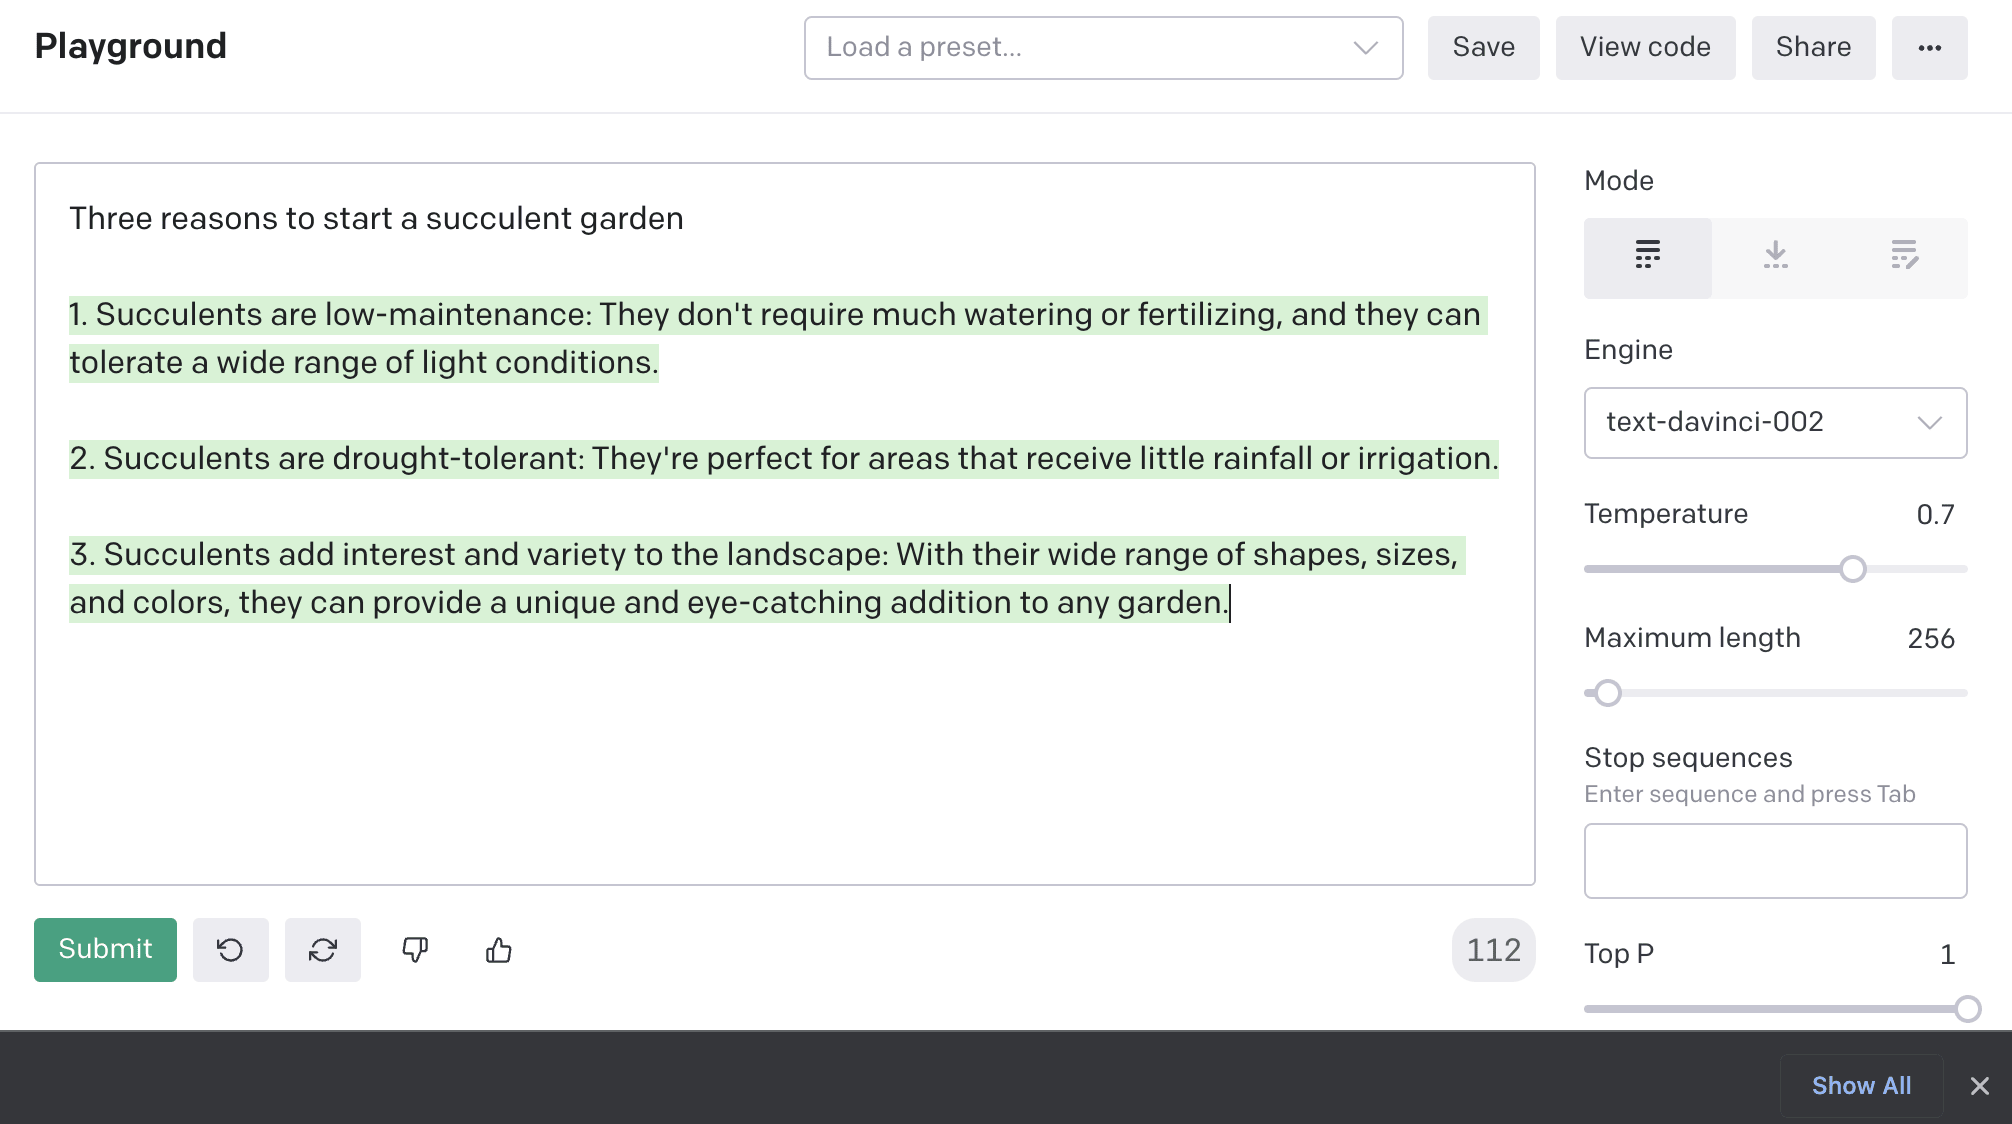 Playground
Load a preset...
Save
View code
Share
Three reasons to start a succulent garden
1. Succulents are low-maintenance: They don't require much watering or fertilizing, and they can
tolerate a wide range of light conditions.
2. Succulents are drought-tolerant: They're perfect for areas that receive little rainfall or irrigation.
3. Succulents add interest and variety to the landscape: With their wide range of shapes, sizes,
and colors, they can provide a unique and eye-catching addition to any garden.
Submit
112
Mode
Engine
text-davinci-002
Temperature 0.7
Maximum length 256
Stop sequences
Enter sequence and press Tab
Top P 1
Show All